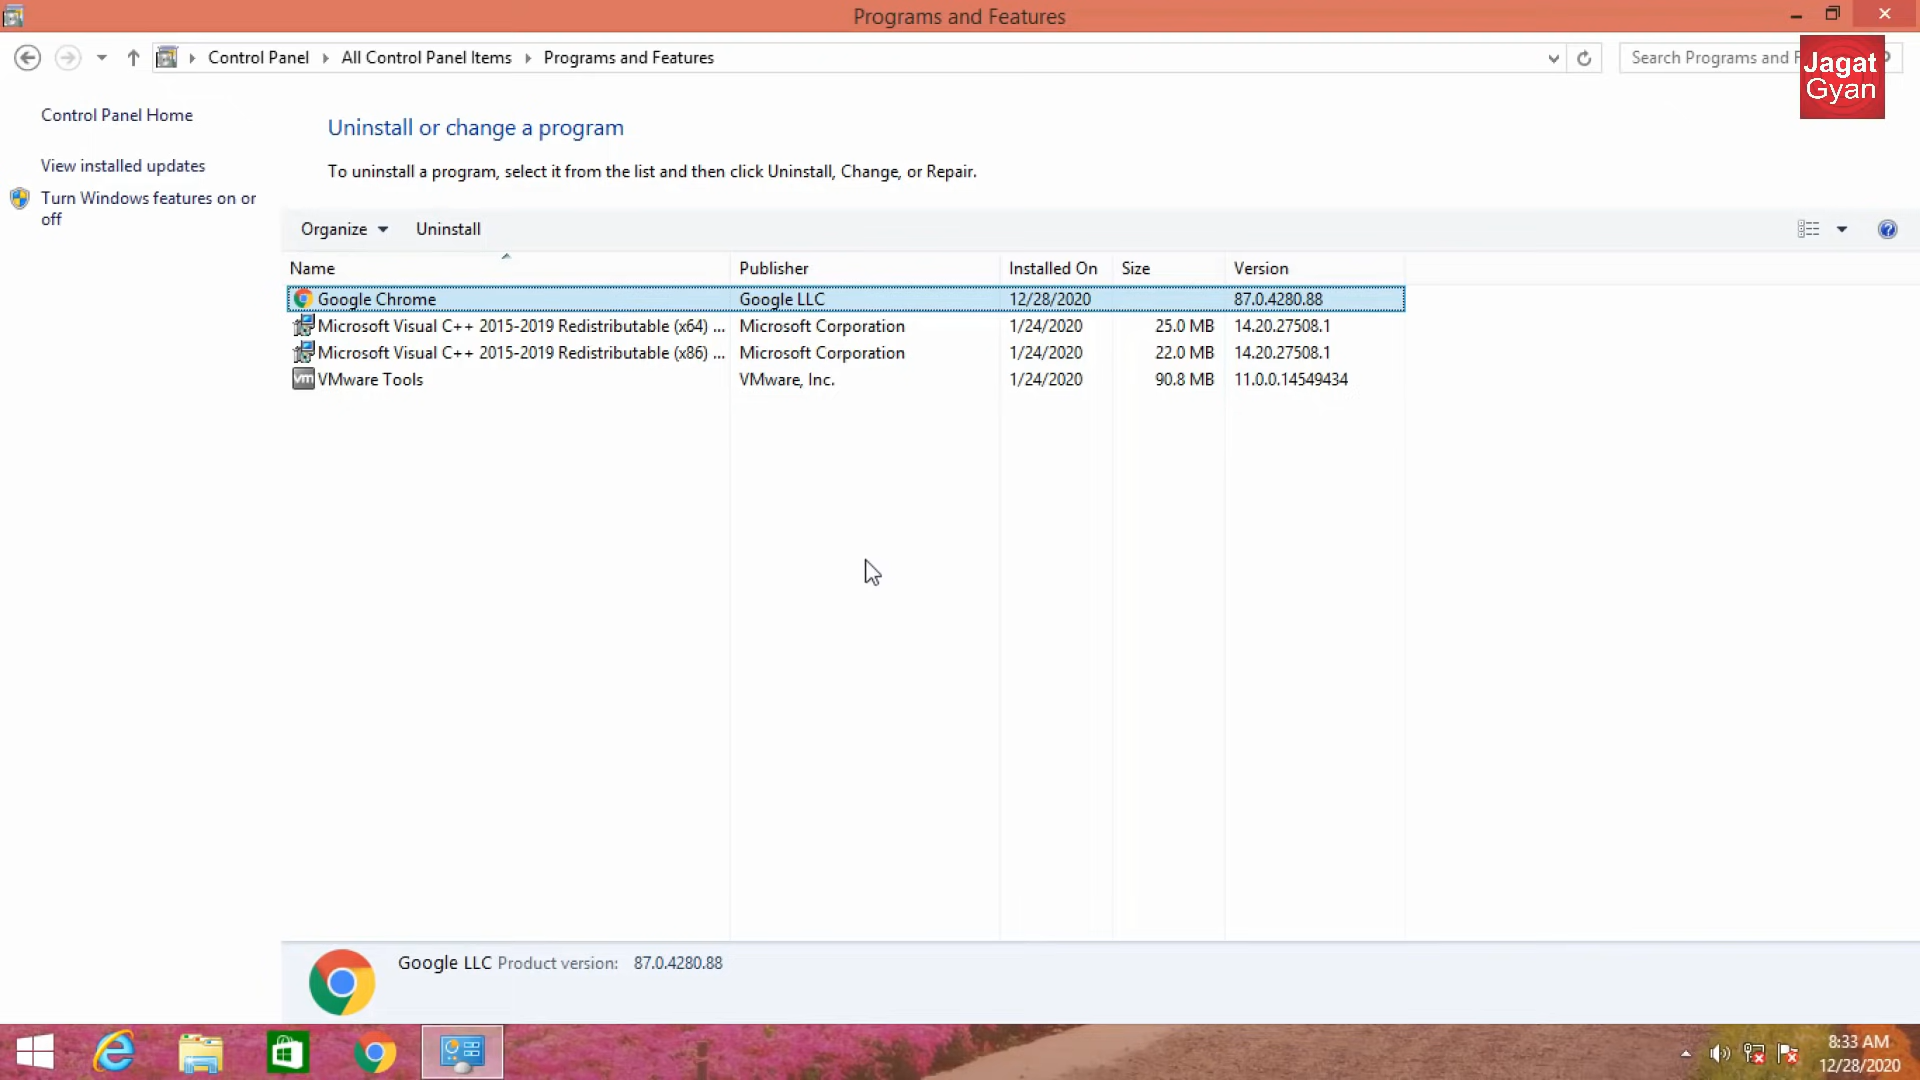 Programs and Features
Control Panel
All Control Panel Items
Programs and Features
Search Programs and F
Jagat
Gyan
Control Panel Home
View installed updates
Turn Windows features on or
off
Uninstall or change a program
To uninstall a program, select it from the list and then click Uninstall, Change, or Repair.
Organize
Uninstall
Name
Publisher
Installed On
Size
Version
Google Chrome
Google LLC
12/28/2020
87.0.4280.88
Microsoft Visual C++ 2015-2019 Redistributable (x64) ...
Microsoft Corporation
1/24/2020
25.0 MB
14.20.27508.1
Microsoft Visual C++ 2015-2019 Redistributable (x86) ...
Microsoft Corporation
1/24/2020
22.0 MB
14.20.27508.1
vm
VMware Tools
VMware, Inc.
1/24/2020
90.8 MB
11.0.0.14549434
Google LLC Product version: 87.0.4280.88
8:33 AM
12/28/2020